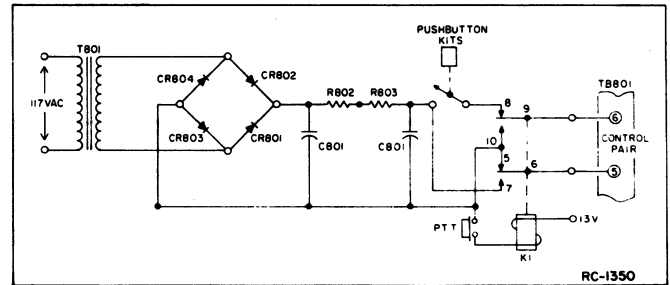 PUSHBUTTON
KITS
T801
117VAC
CR804
CR802
CR803
CR801
R802
R803
C801
C801
8
9
10
5
6
7
TB801
6
CONTROL
PAIR
5
PTT
13V
K1
RC-1350